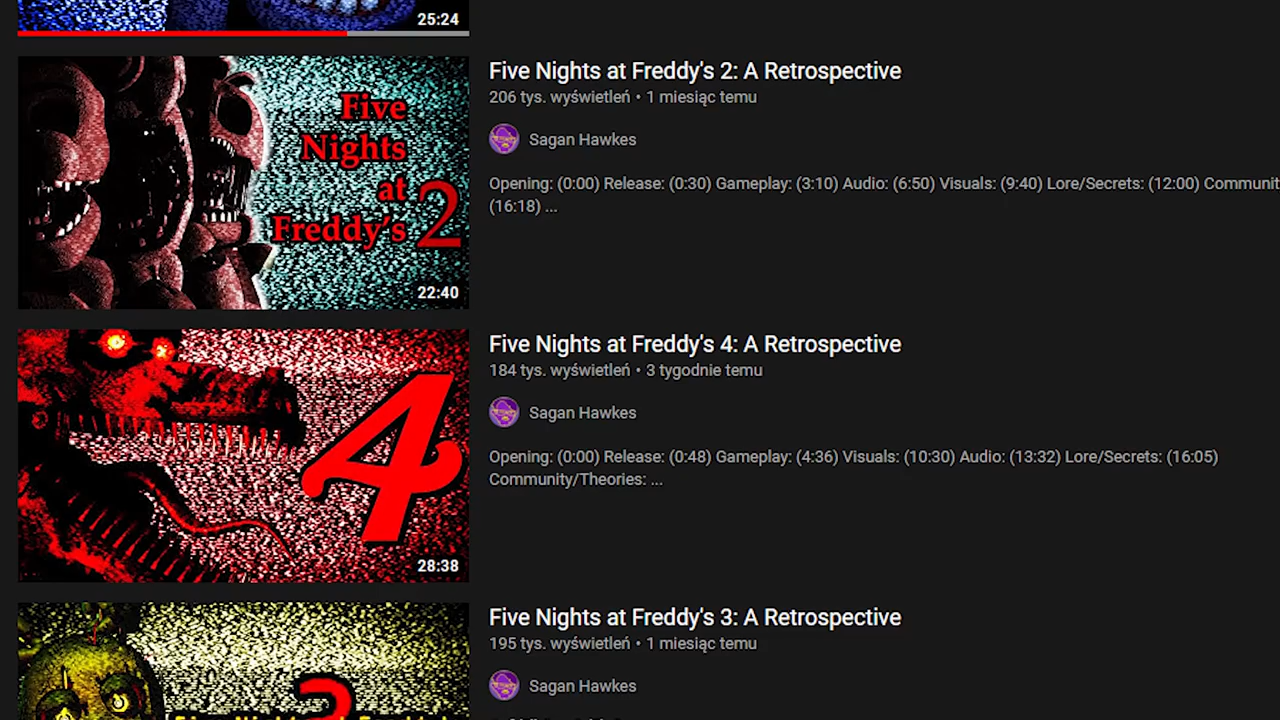 25:24
Five
Nights
at
Freddy's 2
22:40
Five Nights at Freddy's 2: A Retrospective
206 tys. wyświetleń • 1 miesiąc temu
Sagan Hawkes
Opening: (0:00) Release: (0:30) Gameplay: (3:10) Audio: (6:50) Visuals: (9:40) Lore/Secrets: (12:00) Communit
(16:18) ...
4
28:38
Five Nights at Freddy's 4: A Retrospective
184 tys. wyświetleń • 3 tygodnie temu
Sagan Hawkes
Opening: (0:00) Release: (0:48) Gameplay: (4:36) Visuals: (10:30) Audio: (13:32) Lore/Secrets: (16:05)
Community/Theories: ...
3
Five Nights at Freddy's 3: A Retrospective
195 tys. wyświetleń • 1 miesiąc temu
Sagan Hawkes